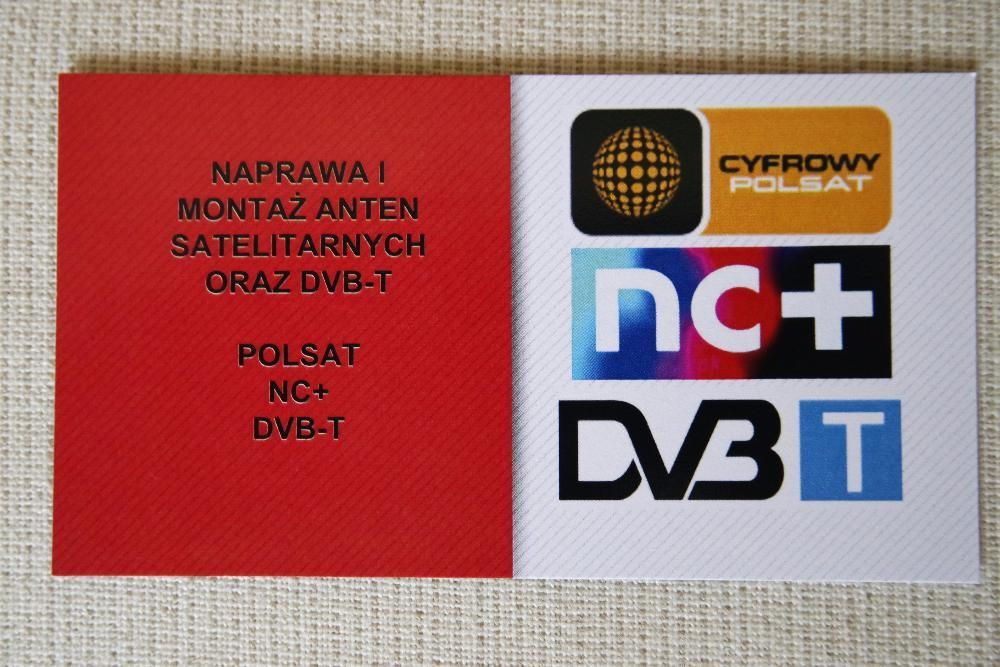 NAPRAWA I
MONTAŻ ANTEN
SATELITARNYCH
ORAZ DVB-T
POLSAT
NC+
DVB-T
CYFROWY
POLSAT
nc+
DVB T